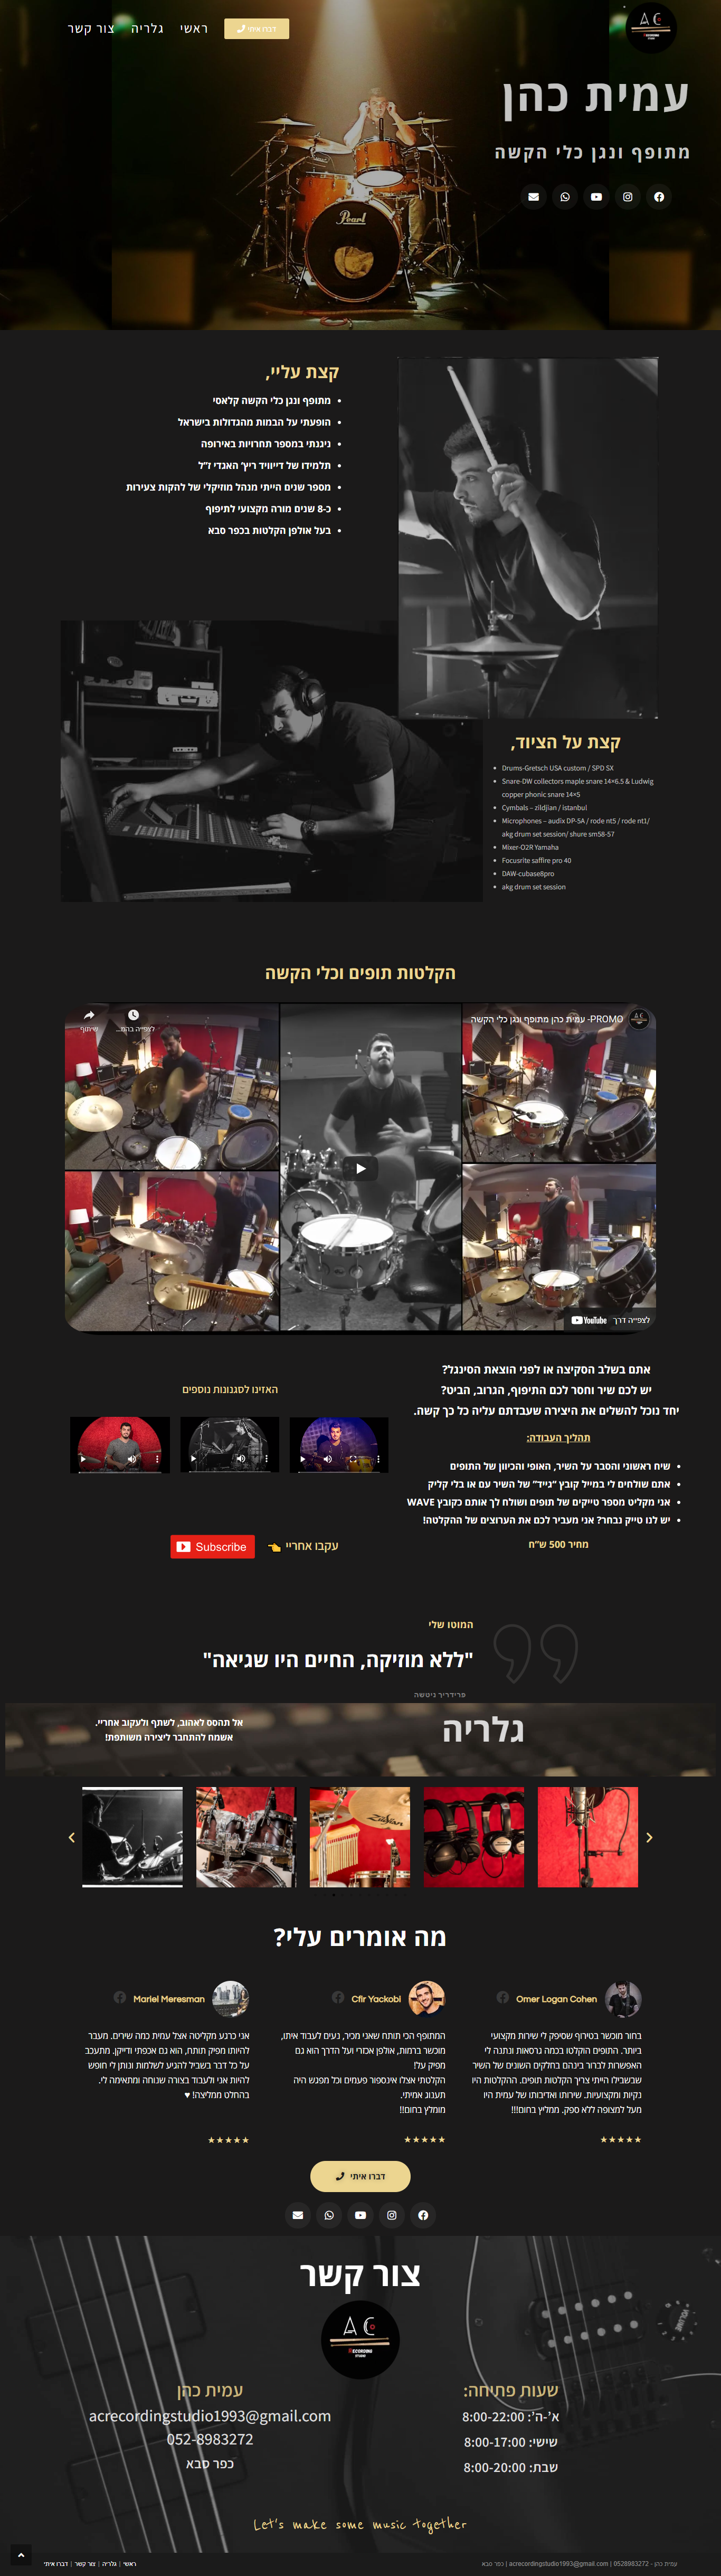 AC
RECORDING
STUDIO
דברו איתי
ראשי
גלריה
צור קשר
עמית כהן
מתופף ונגן כלי הקשה
Pearl
קצת עליי,
מתופף ונגן כלי הקשה קלאסי
הופעתי על הבמות מהגדולות בישראל
ניגנתי במספר תחרויות באירופה
תלמידו של דייוויד ריץ' האגדי ז"ל
מספר שנים הייתי מנהל מוזיקלי של להקות צעירות
כ-8 שנים מורה מקצועי לתיפוף
בעל אולפן הקלטות בכפר סבא
קצת על הציוד,
Drums-Gretsch USA custom / SPD SX
Snare-DW collectors maple snare 14×6.5 & Ludwig
copper phonic snare 14×5
Cymbals – zildjian / istanbul
Microphones – audix DP-5A / rode nt5 / rode nt1/
akg drum set session/ shure sm58-57
Mixer-O2R Yamaha
Focusrite saffire pro 40
DAW-cubase8pro
akg drum set session
הקלטות תופים וכלי הקשה
PROMO- עמית כהן מתופף ונגן כלי הקשה
לצפייה בהמ...
שיתוף
לצפייה דרך YouTube
אתם בשלב הסקיצה או לפני הוצאת הסינגל?
יש לכם שיר וחסר לכם התיפוף, הגרוב, הביט?
יחד נוכל להשלים את היצירה שעבדתם עליה כל כך קשה.
תהליך העבודה:
שיח ראשוני והסבר על השיר, האופי והכיוון של התופים
אתם שולחים לי במייל קובץ "גייד" של השיר עם או בלי קליק
אני מקליט מספר טייקים של תופים ושולח לך אותם כקובץ WAVE
יש לנו טייק נבחר? אני מעביר לכם את הערוצים של ההקלטה!
מחיר 500 ש"ח
האזינו לסגנונות נוספים
עקבו אחריי
Subscribe
המוטו שלי
"ללא מוזיקה, החיים היו שגיאה"
פרידריך ניטשה
גלריה
אל תהסס לאהוב, לשתף ולעקוב אחריי.
אשמח להתחבר ליצירה משותפת!
Zildjian
מה אומרים עלי?
Omer Logan Cohen
בחור מוכשר בטירוף שסיפק לי שירות מקצועי
ביותר. התופים הוקלטו בכמה גרסאות ונתנה לי
האפשרות לברור ביניהם בחלקים השונים של השיר
שבשבילו הייתי צריך הקלטות תופים. ההקלטות היו
נקיות ומקצועיות. שירותו ואדיבותו של עמית היו
מעל למצופה ללא ספק. ממליץ בחום!!!
★★★★★
Cfir Yackobi
המתופף הכי תותח שאני מכיר, נעים לעבוד איתו,
מוכשר ברמות, אולפן אכזרי ועל הדרך הוא גם
מפיק על!
הקלטתי אצלו אינספור פעמים וכל מפגש היה
תענוג אמיתי.
מומלץ בחום!!
★★★★★
Mariel Meresman
אני כרגע מקליטה אצל עמית כמה שירים. מעבר
להיותו מפיק תותח, הוא גם אכפתי ודייקן. מתעכב
על כל דבר בשביל להגיע לשלמות ונותן לי חופש
להיות אני ולעבוד בצורה שנוחה ומתאימה לי.
בהחלט ממליצה! ♥
★★★★★
דברו איתי
צור קשר
AC
RECORDING
STUDIO
שעות פתיחה:
א'-ה': 8:00-22:00
שישי: 8:00-17:00
שבת: 8:00-20:00
עמית כהן
acrecordingstudio1993@gmail.com
052-8983272
כפר סבא
Let's make some music together
עמית כהן - 0528983272 | acrecordingstudio1993@gmail.com | כפר סבא
ראשי | גלריה | צור קשר | דברו איתי